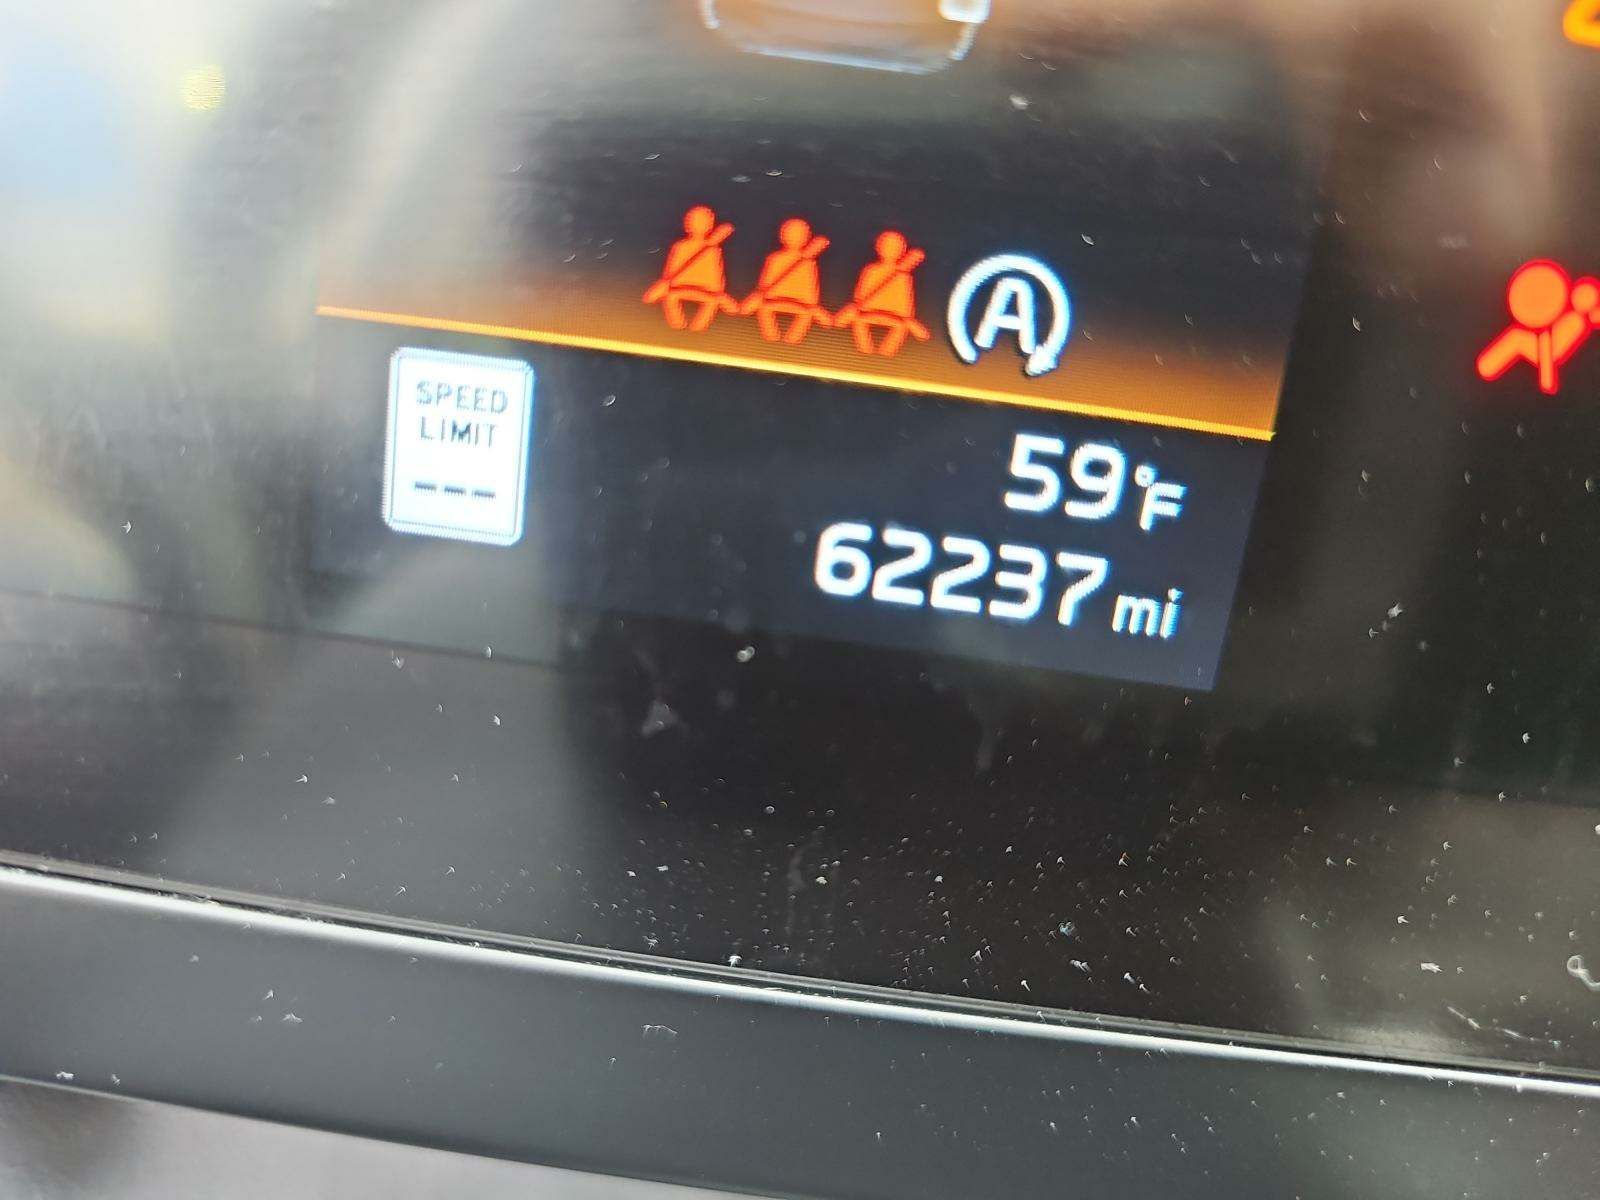 A
SPEED
LIMIT
---
59°F
62237 mi